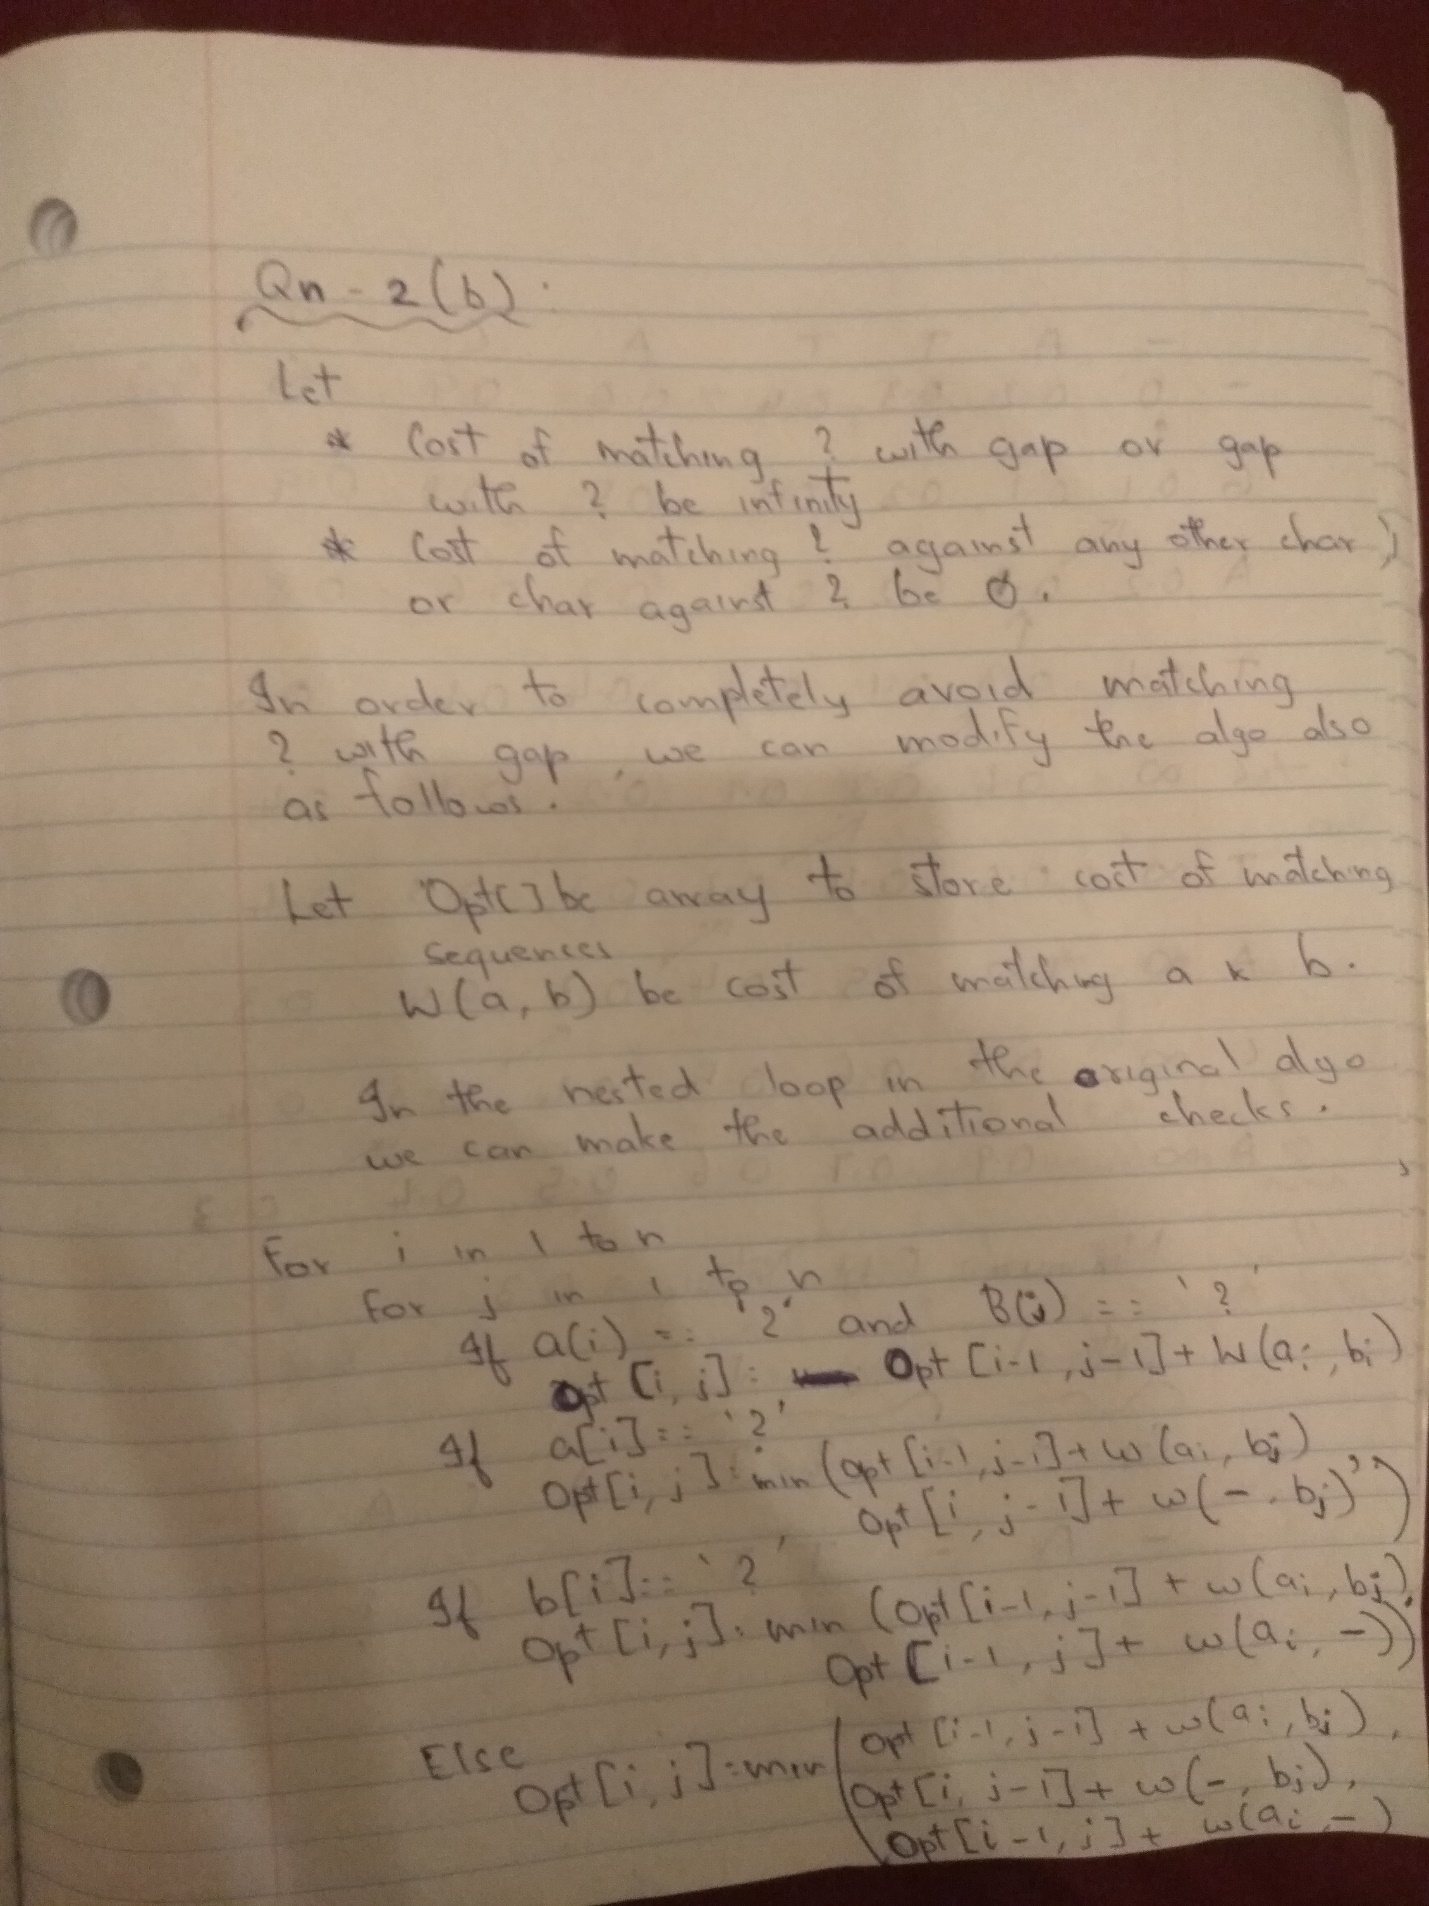 Qn - 2(b) :
Let
* Cost of matching ? with gap or gap
with ? be infinity
* Cost of matching ? against any other char)
or char against ? be 0.
In order to completely avoid matching
? with gap, we can modify the algo also
as follows.
Let Opt[] be array to store cost of matching
sequences
W(a, b) be cost of matching a & b.
In the nested loop in the original algo
we can make the additional checks.
For i in 1 to n
For j in 1 to n
If a(i) == '?' and B(j) == '?'
Opt [i, j] = Opt [i-1, j-1] + W(ai, bi)
If a[i] == '?'
Opt[i, j] = min (opt [i-1, j-1] + w (ai, bj),
opt [i, j-1] + w(-, bj))
If b[i] == '?'
Opt [i, j] = min (Opt [i-1, j-1] + w(ai, bj),
Opt [i-1, j] + w(ai, -))
Else
Opt[i, j] = min (opt [i-1, j-1] + w(ai, bj),
Opt [i, j-1] + w(-, bj),
Opt [i-1, j] + w(ai, -)